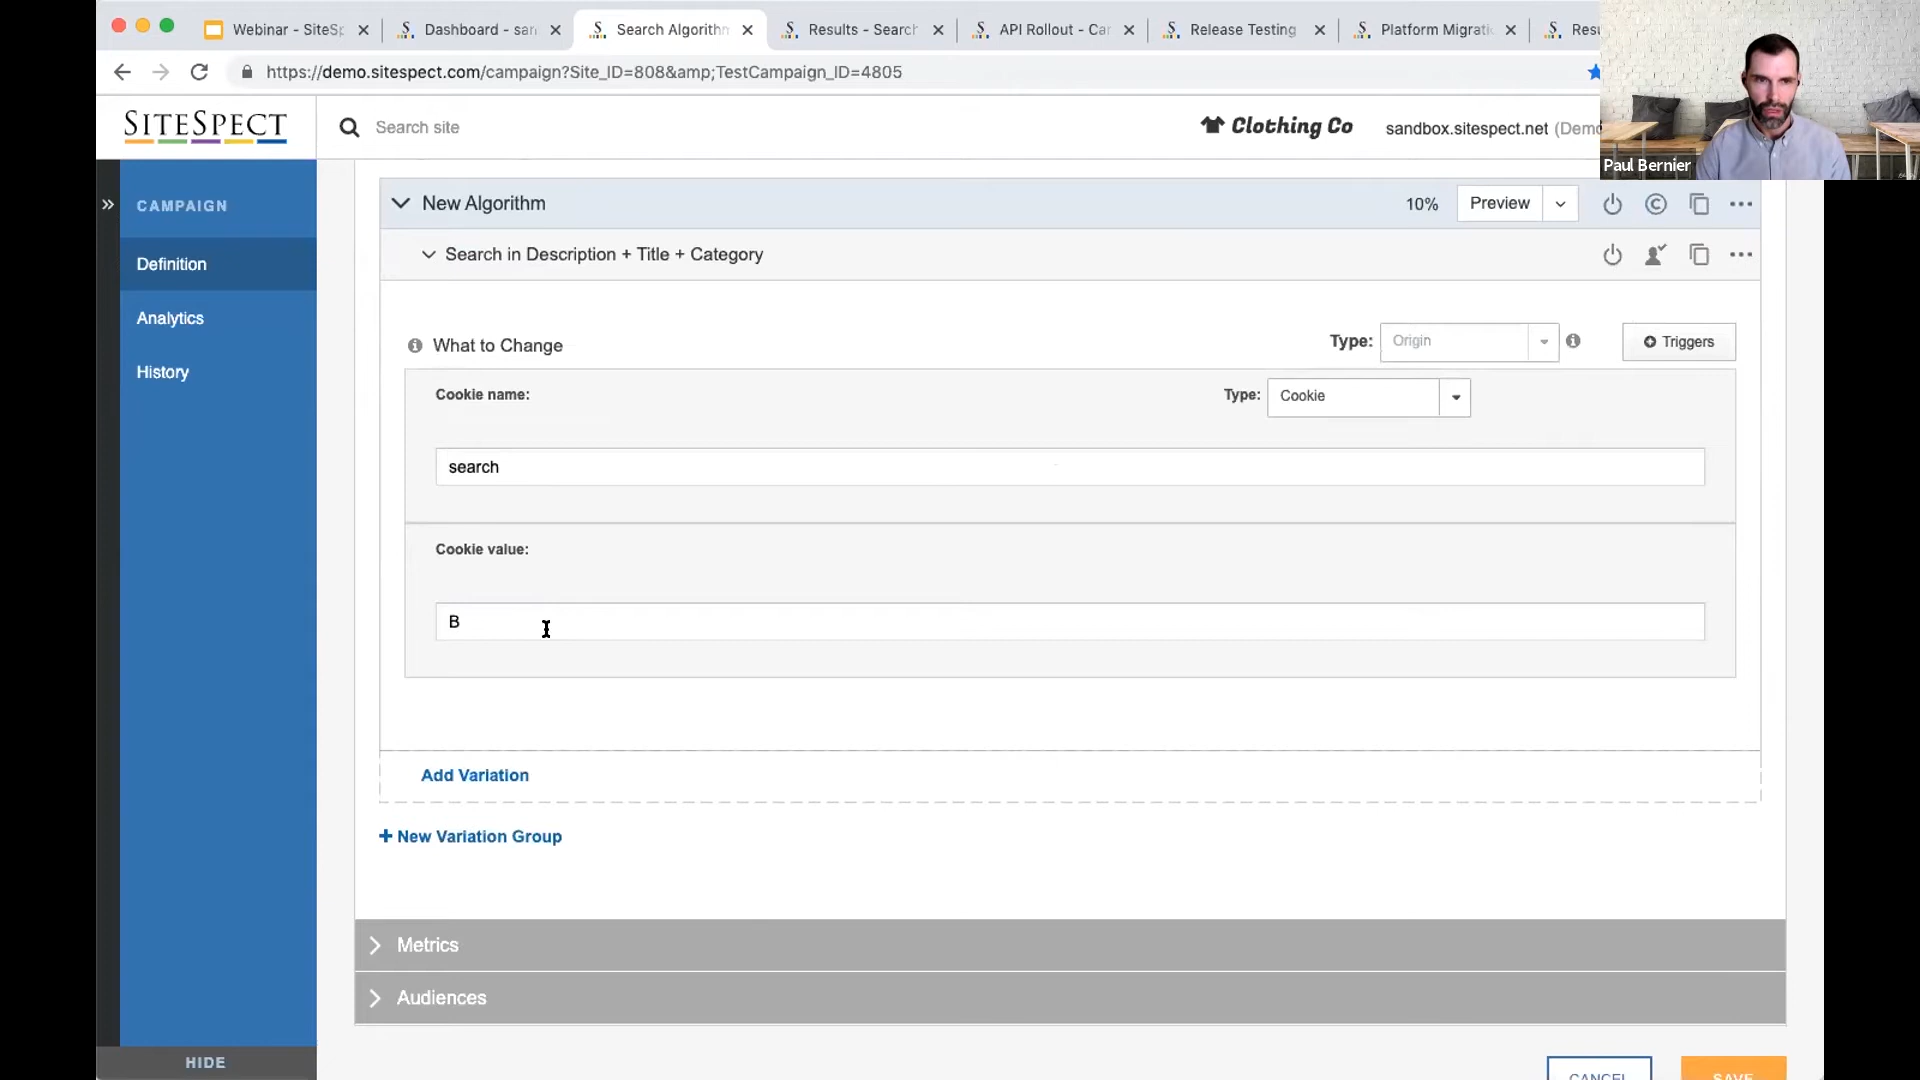 Webinar - SiteSp
Dashboard - san
Search Algorithm
Results - Search
API Rollout - Car
Release Testing
Platform Migrati
Resu
https://demo.sitespect.com/campaign?Site_ID=808&amp;TestCampaign_ID=4805
Paul Bernier
SITESPECT
Search site
Clothing Co
sandbox.sitespect.net (Demo
CAMPAIGN
Definition
Analytics
History
HIDE
New Algorithm
10%
Preview
Search in Description + Title + Category
What to Change
Type:
Origin
Triggers
Cookie name:
Type:
Cookie
search
Cookie value:
B
Add Variation
+ New Variation Group
Metrics
Audiences
CANCEL
SAVE